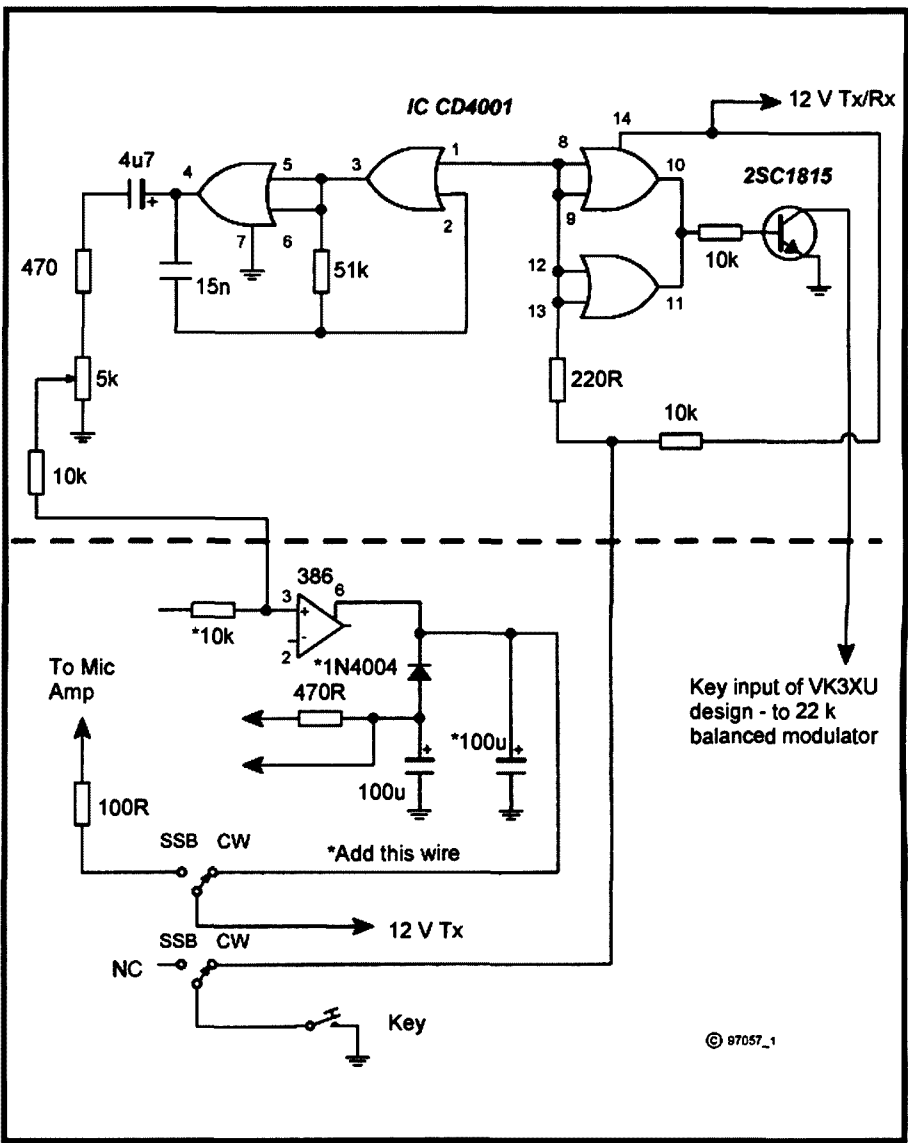 IC CD4001
12 V Tx/Rx
14
4u7
+
4
5
3
1
8
10
2SC1815
7
6
2
9
470
15n
51k
12
10k
13
11
5k
220R
10k
10k
386
3
6
+
-
*10k
2
*1N4004
To Mic
Amp
470R
+
*100u
+
Key input of VK3XU
design - to 22 k
balanced modulator
100u
100R
SSB CW
*Add this wire
12 V Tx
SSB CW
NC
Key
© 97057_1